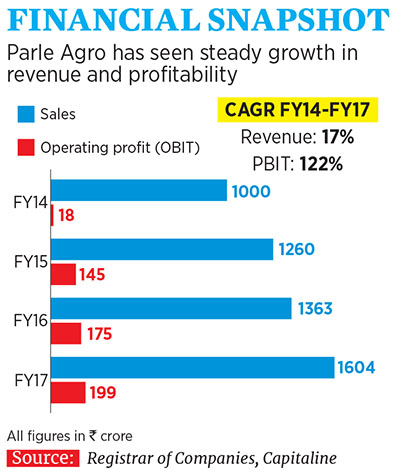 FINANCIAL SNAPSHOT
Parle Agro has seen steady growth in
revenue and profitability
Sales
Operating profit (OBIT)
CAGR FY14-FY17
Revenue: 17%
PBIT: 122%
FY14
1000
18
FY15
1260
145
FY16
1363
175
FY17
1604
199
All figures in ₹ crore
Source: Registrar of Companies, Capitaline